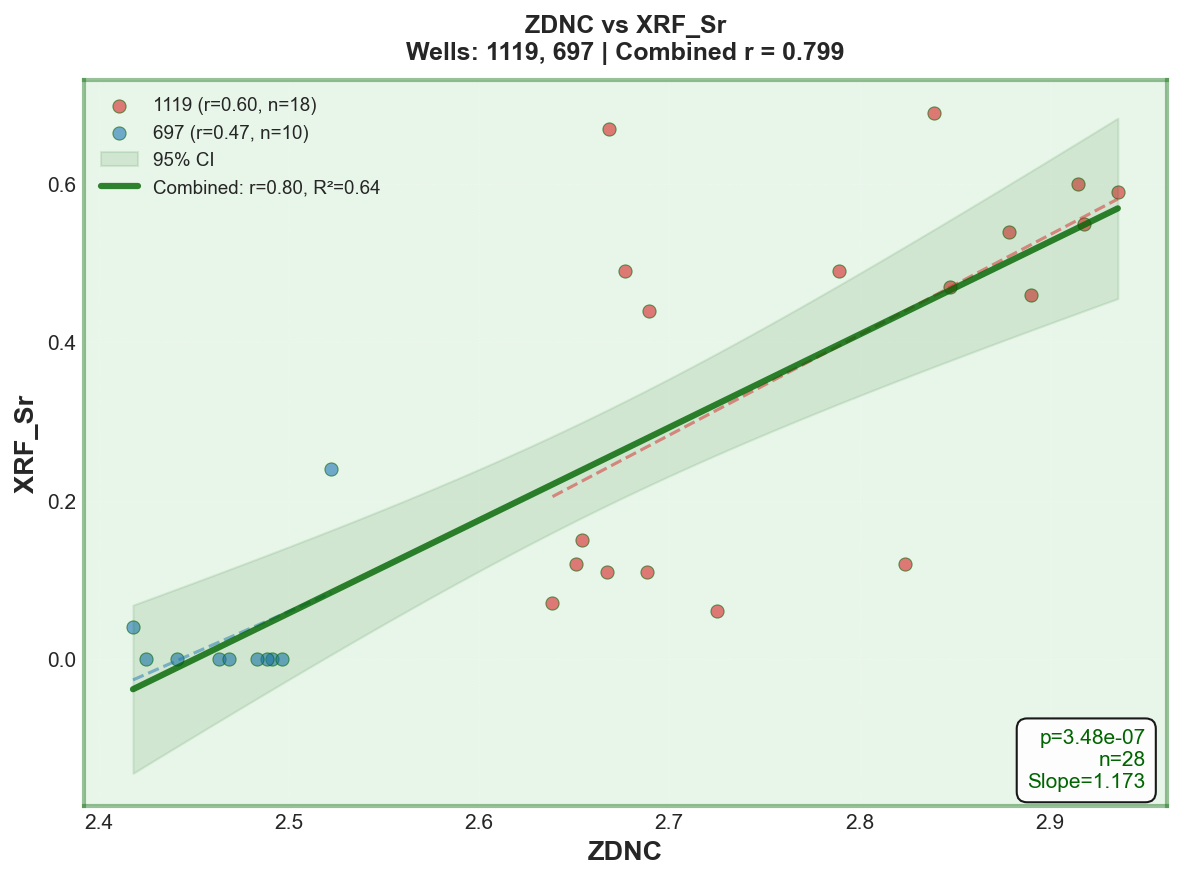 ZDNC vs XRF_Sr
Wells: 1119, 697 | Combined r = 0.799
1119 (r=0.60, n=18)
697 (r=0.47, n=10)
95% CI
Combined: r=0.80, R²=0.64
XRF_Sr
0.6
0.4
0.2
0.0
p=3.48e-07
n=28
Slope=1.173
2.4 2.5 2.6 2.7 2.8 2.9
ZDNC